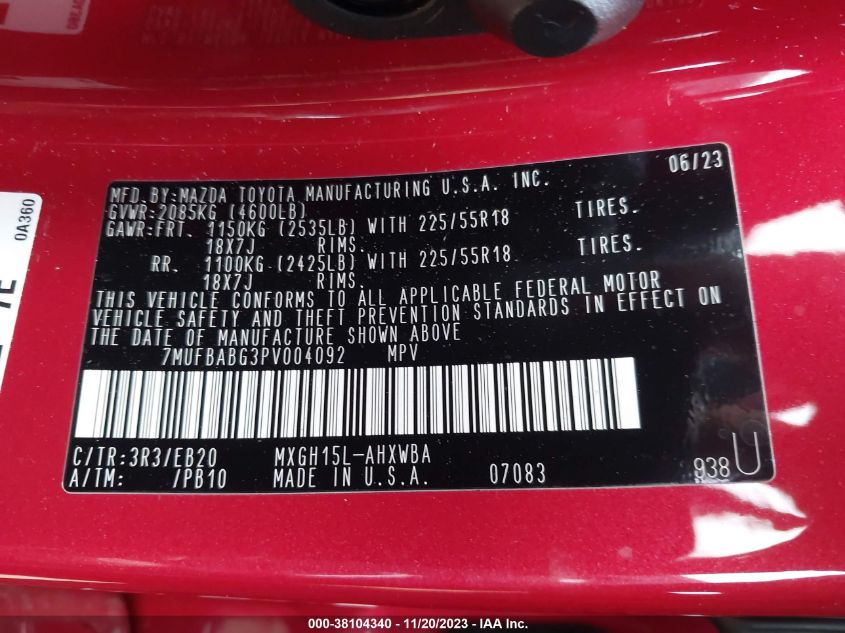 06/23
MFD.BY:MAZDA TOYOTA MANUFACTURING U.S.A. INC.
GVWR:2085KG (4600LB)
GAWR:FRT. 1150KG (2535LB) WITH 225/55R18 TIRES.
18X7J RIMS.
RR. 1100KG (2425LB) WITH 225/55R18 TIRES.
18X7J RIMS.
THIS VEHICLE CONFORMS TO ALL APPLICABLE FEDERAL MOTOR
VEHICLE SAFETY AND THEFT PREVENTION STANDARDS IN EFFECT ON
THE DATE OF MANUFACTURE SHOWN ABOVE
7MUFBABG3PV004092 MPV
C/TR:3R3/EB20 MXGH15L-AHXWBA
A/TM: /PB10 MADE IN U.S.A. 07083 938 U
0A360
000-38104340 - 11/20/2023 - IAA Inc.